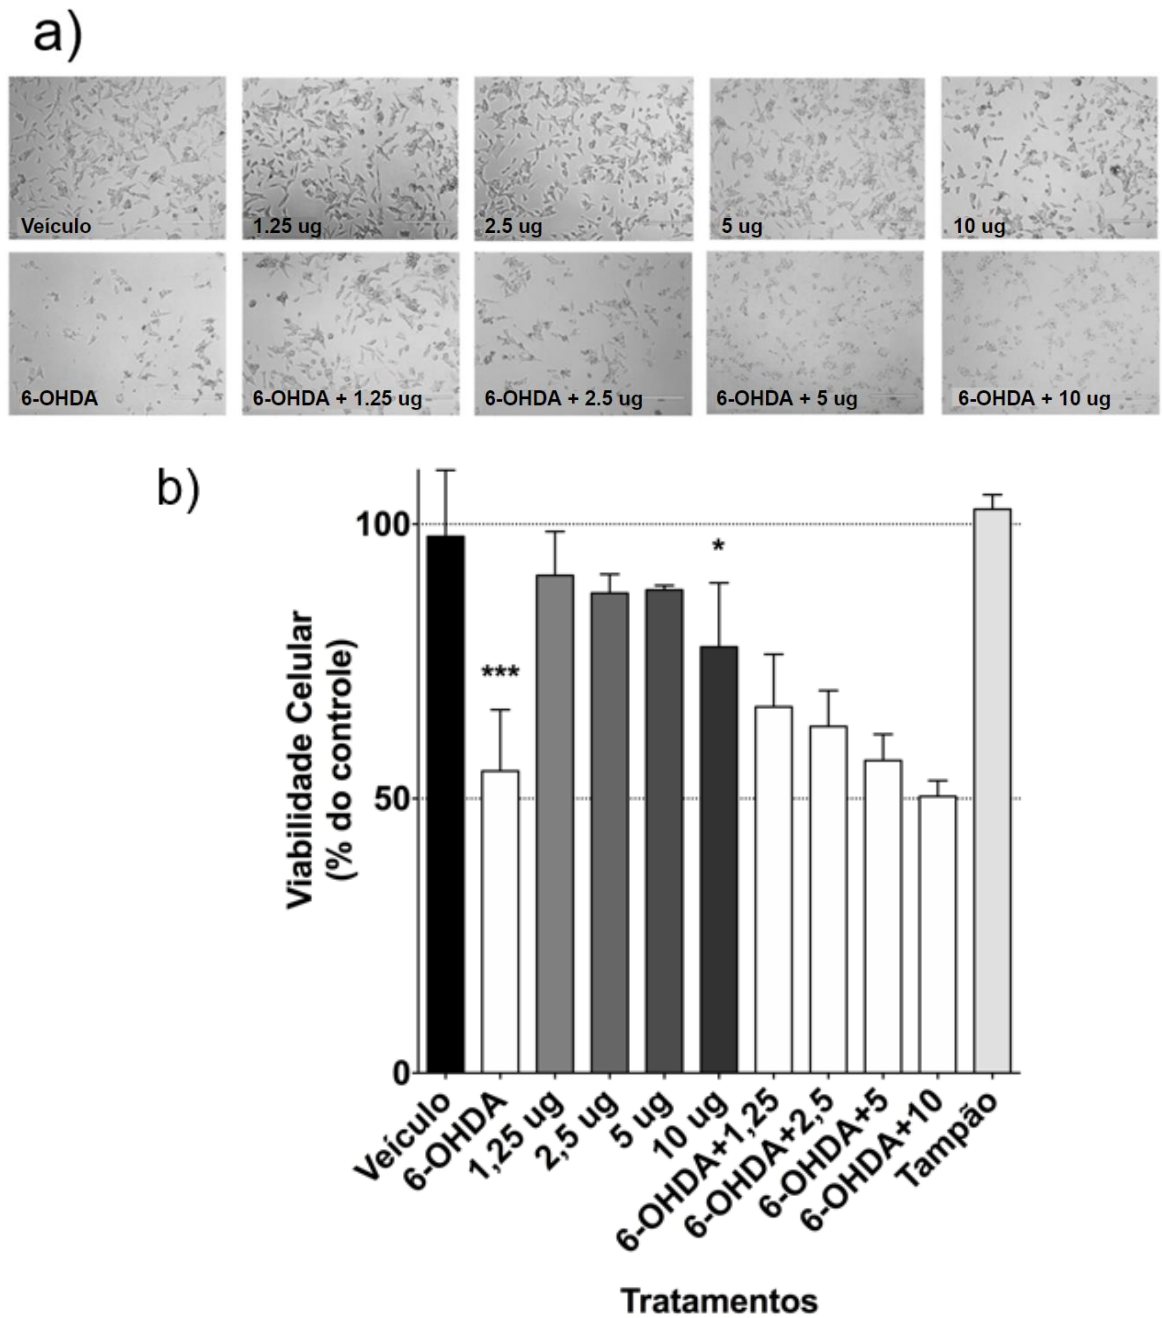 a)
Veículo
1.25 ug
2.5 ug
5 ug
10 ug
6-OHDA
6-OHDA + 1.25 ug
6-OHDA + 2.5 ug
6-OHDA + 5 ug
6-OHDA + 10 ug
b)
Viabilidade Celular
(% do controle)
100
50
0
***
*
Veículo
6-OHDA
1,25 ug
2,5 ug
5 ug
10 ug
6-OHDA+1,25
6-OHDA+2,5
6-OHDA+5
6-OHDA+10
Tampão
Tratamentos